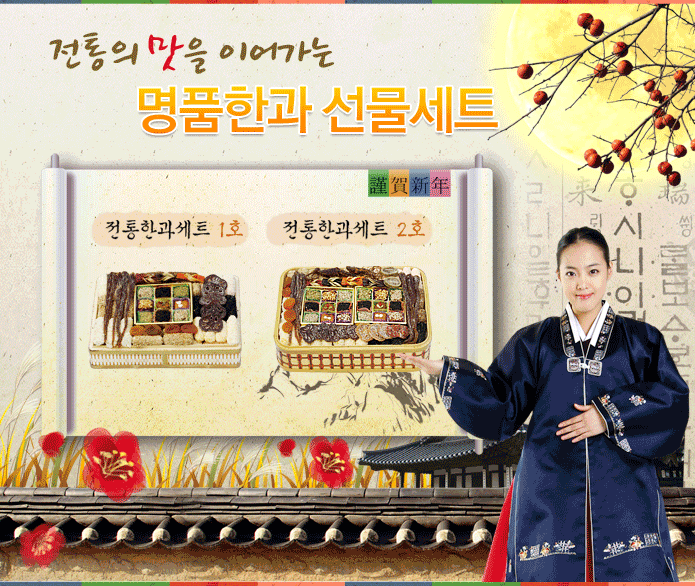 전통의 맛을 이어가는
명품한과 선물세트
謹賀新年
전통한과세트 1호
전통한과세트 2호